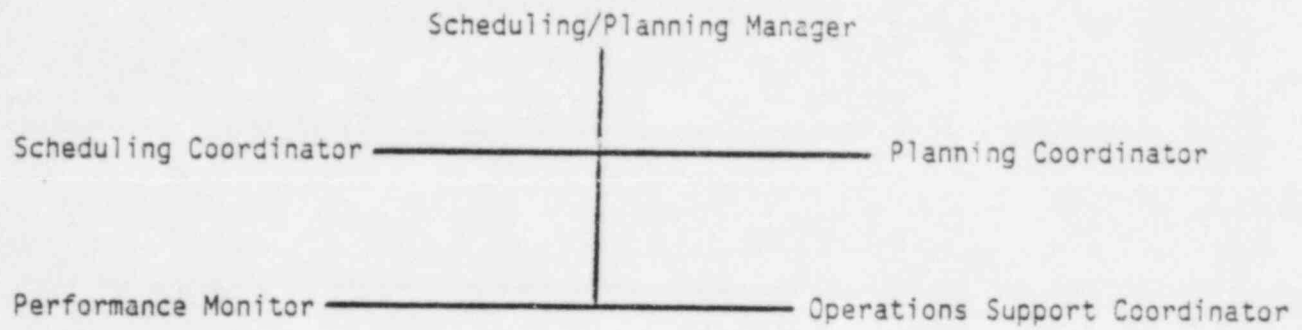 Scheduling/Planning Manager
Scheduling Coordinator Planning Coordinator
Performance Monitor Operations Support Coordinator